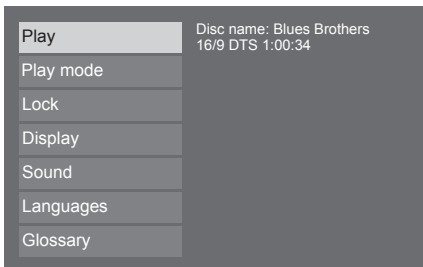 Play
Play mode
Lock
Display
Sound
Languages
Glossary
Disc name: Blues Brothers
16/9 DTS 1:00:34